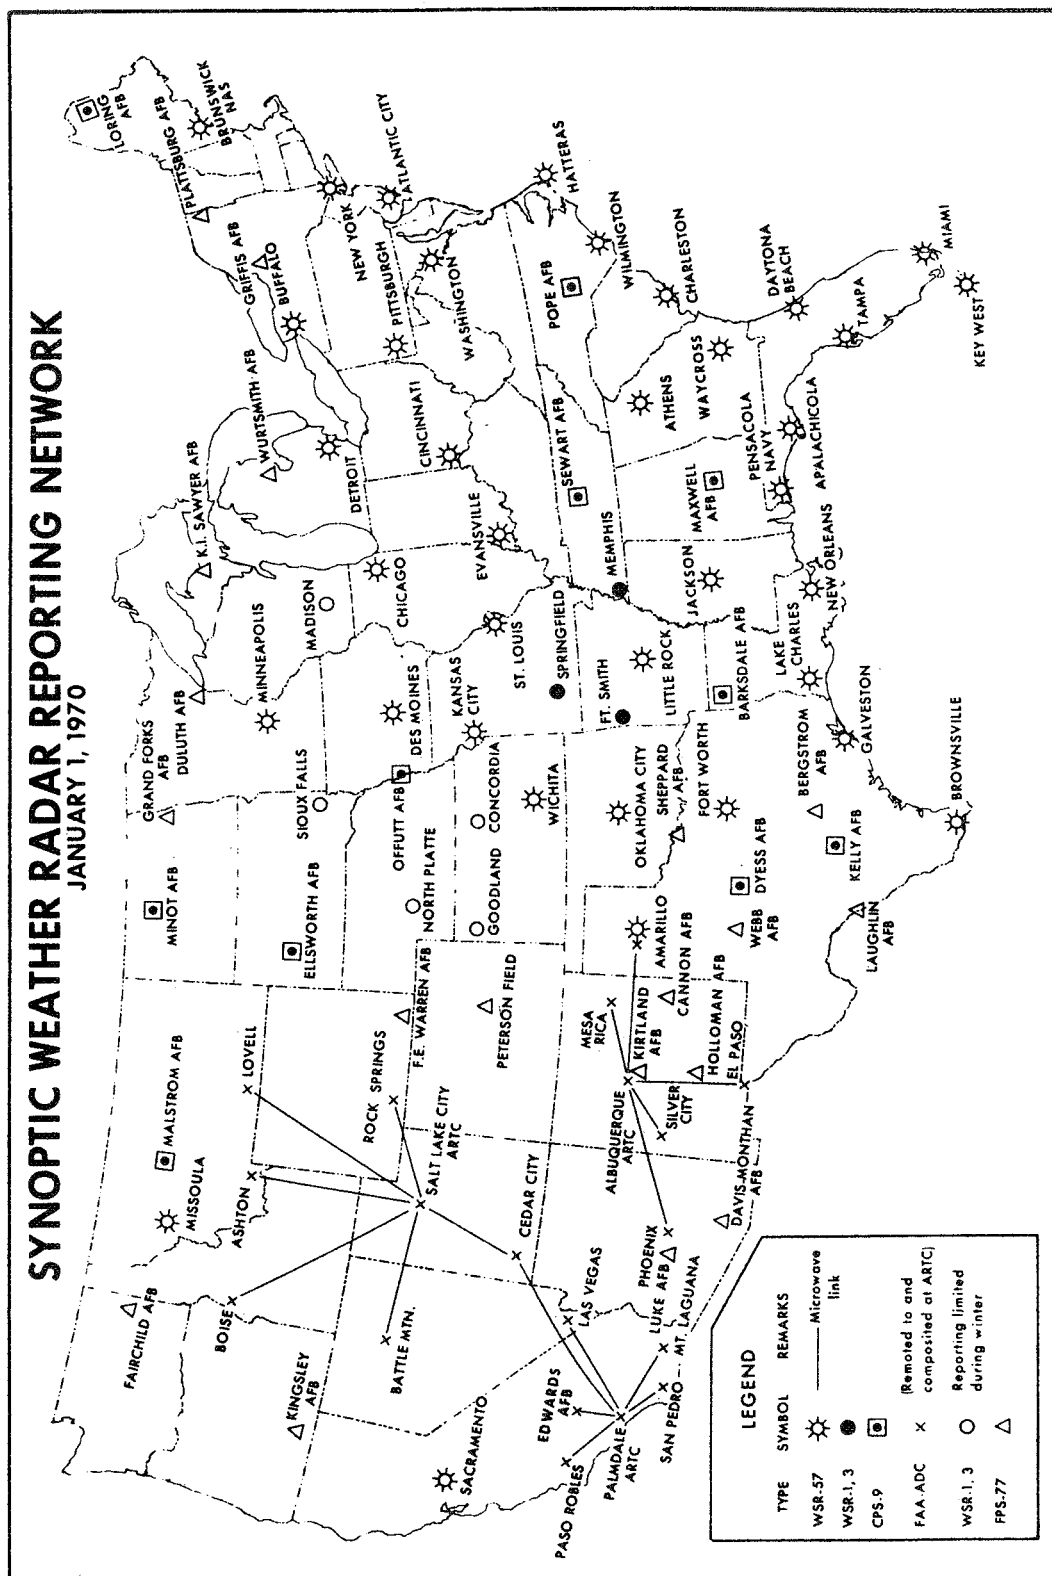 SYNOPTIC WEATHER RADAR REPORTING NETWORK
JANUARY 1, 1970
LORING
AFB
PLATTSBURG AFB
BRUNSWICK
NAS
GRIFFIS AFB
BUFFALO
NEW YORK
ATLANTIC CITY
PITTSBURGH
WASHINGTON
HATTERAS
WILMINGTON
POPE AFB
CHARLESTON
DAYTONA
BEACH
MIAMI
TAMPA
KEY WEST
WAYCROSS
ATHENS
APALACHICOLA
PENSACOLA
NAVY
MAXWELL
AFB
SEWART AFB
CINCINNATI
DETROIT
WURTSMITH AFB
K.I. SAWYER AFB
EVANSVILLE
MEMPHIS
JACKSON
NEW ORLEANS
LAKE
CHARLES
BARKSDALE AFB
LITTLE ROCK
FT. SMITH
SPRINGFIELD
ST. LOUIS
CHICAGO
MADISON
MINNEAPOLIS
DULUTH AFB
GRAND FORKS
AFB
MINOT AFB
SIOUX FALLS
ELLSWORTH AFB
OFFUTT AFB
DES MOINES
KANSAS
CITY
NORTH PLATTE
GOODLAND
CONCORDIA
WICHITA
OKLAHOMA CITY
SHEPPARD
AFB
FORT WORTH
BERGSTROM
AFB
GALVESTON
BROWNSVILLE
KELLY AFB
DYESS AFB
WEBB
AFB
LAUGHLIN
AFB
AMARILLO
CANNON AFB
HOLLOMAN AFB
EL PASO
KIRTLAND
AFB
MESA
RICA
ALBUQUERQUE
ARTC
SILVER
CITY
PETERSON FIELD
F.E. WARREN AFB
ROCK SPRINGS
LOVELL
MALSTROM AFB
MISSOULA
ASHTON
SALT LAKE CITY
ARTC
CEDAR CITY
BOISE
FAIRCHILD AFB
KINGSLEY
AFB
BATTLE MTN.
SACRAMENTO
LAS VEGAS
EDWARDS
AFB
PASO ROBLES
PALMDALE
ARTC
SAN PEDRO
MT. LAGUANA
LUKE AFB
PHOENIX
DAVIS-MONTHAN
AFB
LEGEND
TYPE SYMBOL REMARKS
WSR-57 Microwave
link
WSR-1, 3
CPS-9
FAA-ADC x (Remoted to and
composited at ARTC)
WSR-1, 3 Reporting limited
during winter
FPS-77